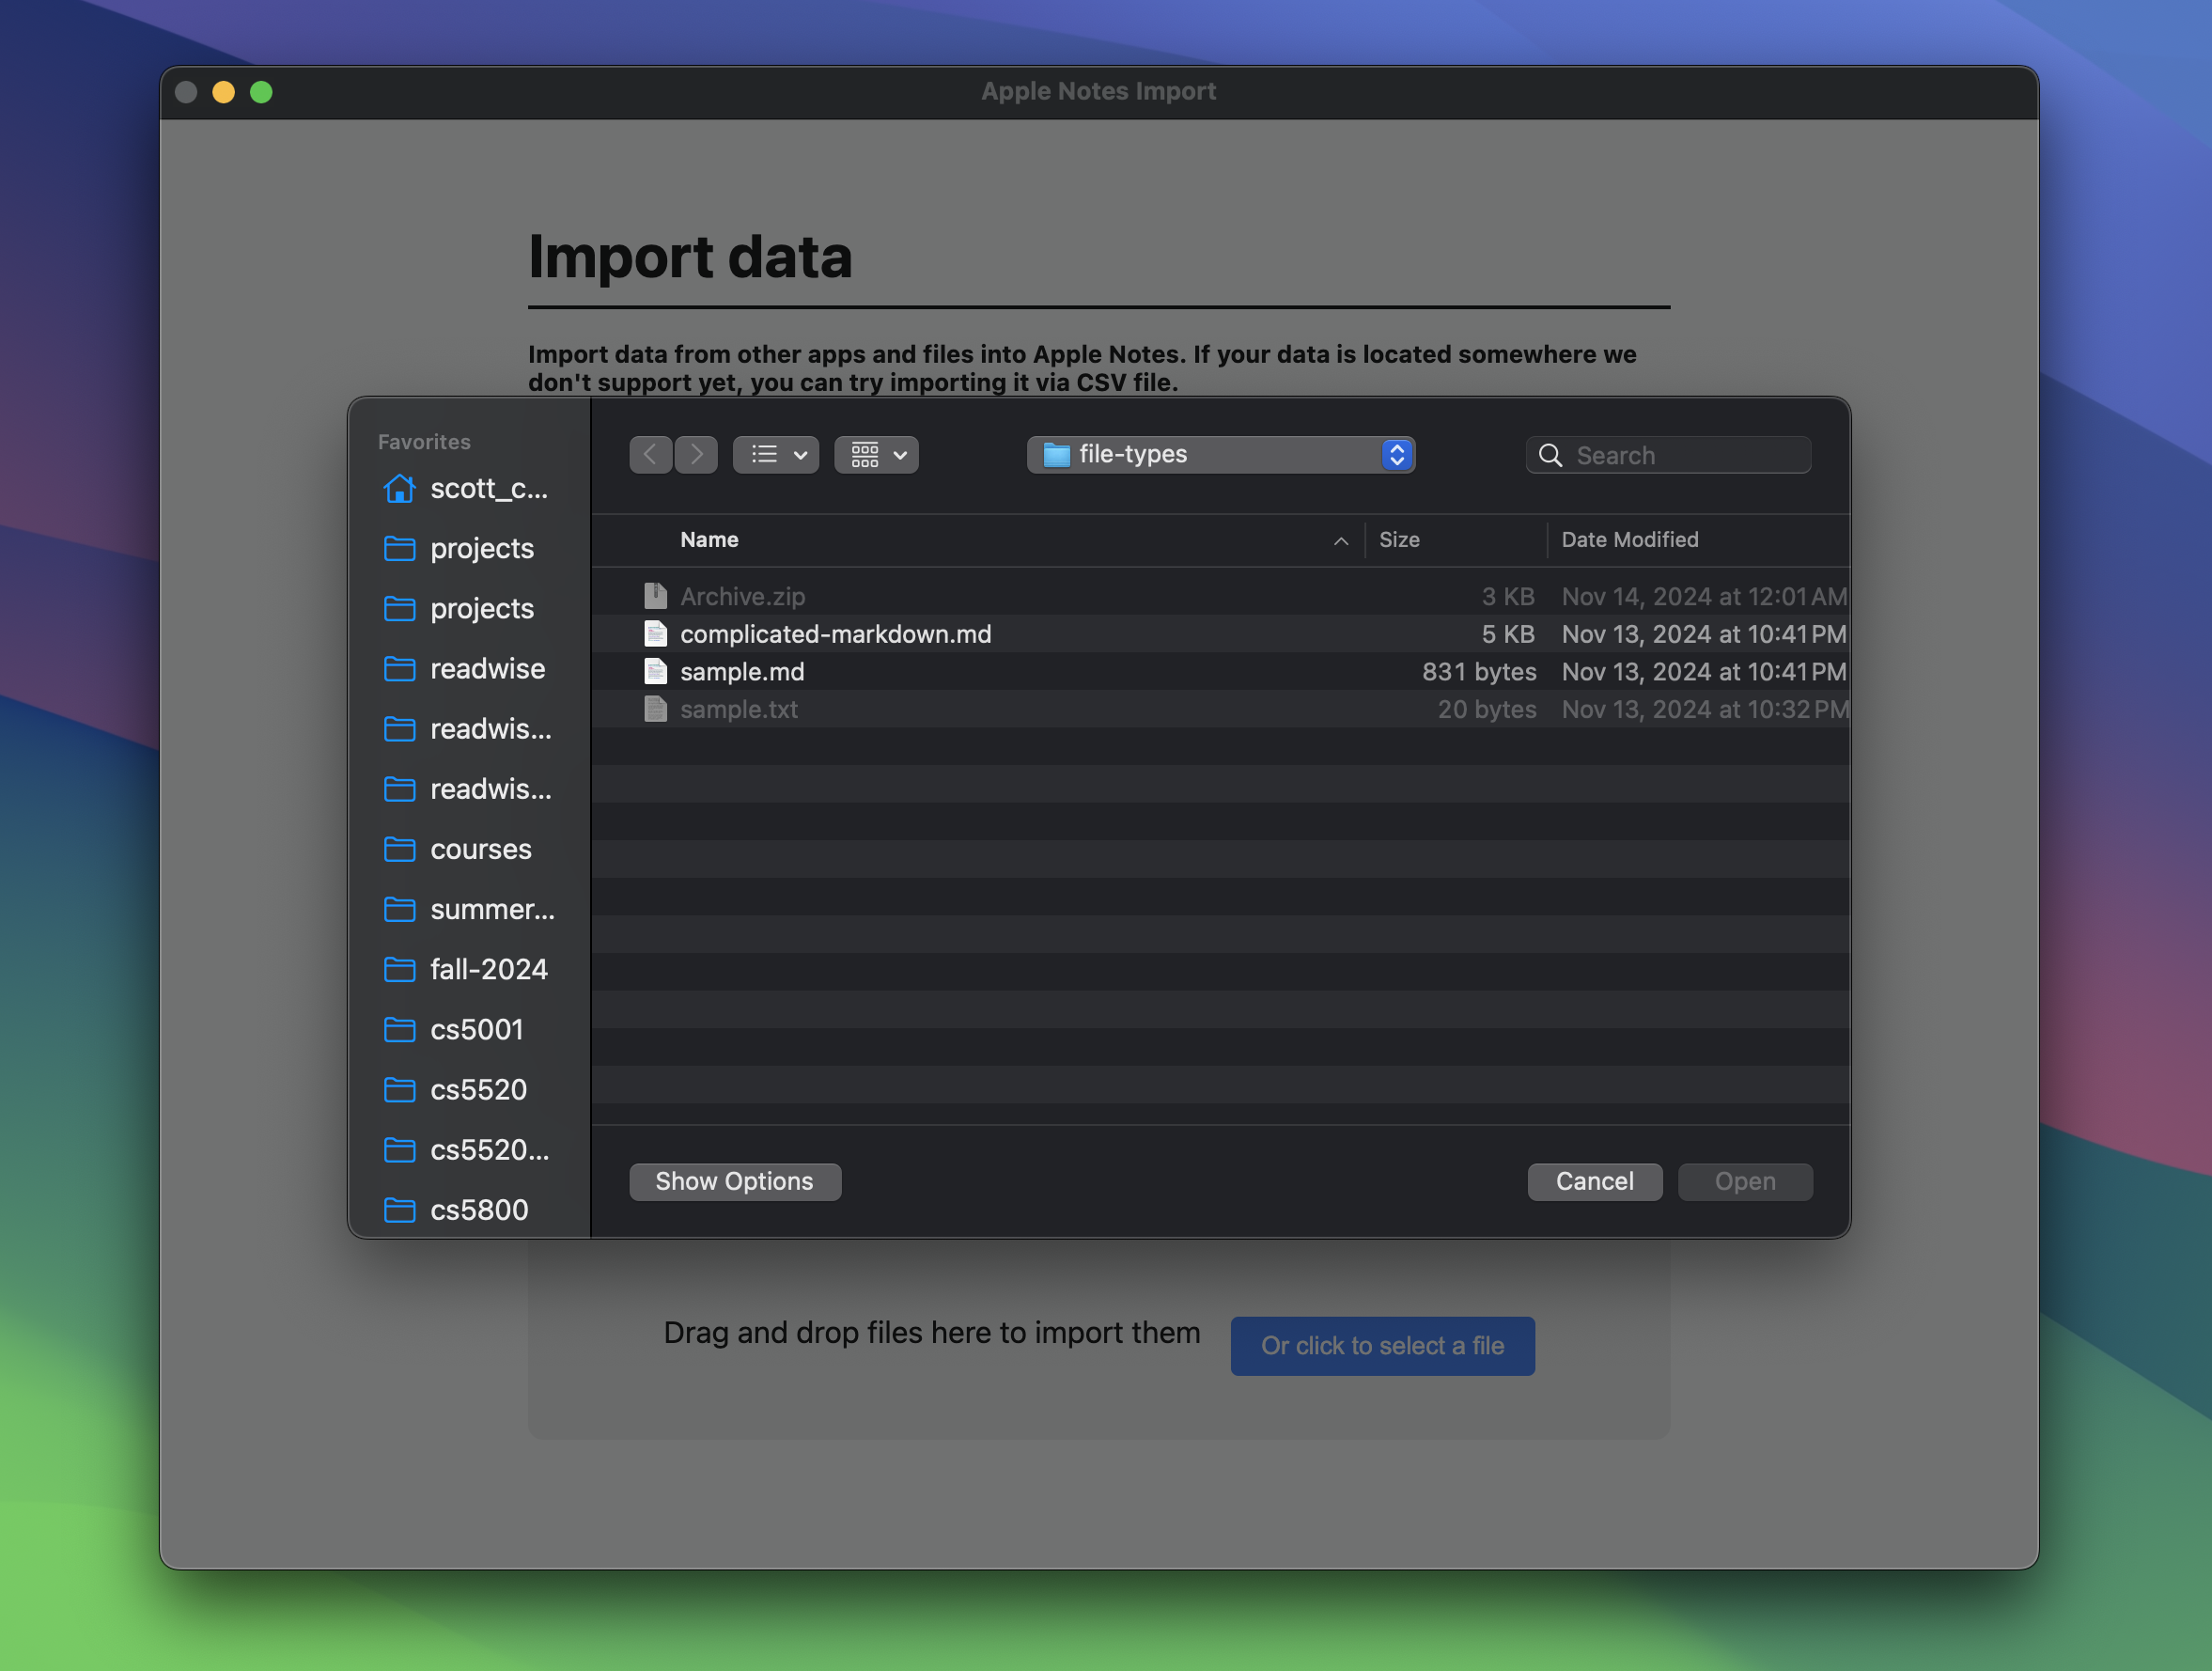 Apple Notes Import
Import data
Import data from other apps and files into Apple Notes. If your data is located somewhere we
don't support yet, you can try importing it via CSV file.
Favorites
scott_c...
projects
projects
readwise
readwis...
readwis...
courses
summer...
fall-2024
cs5001
cs5520
cs5520...
cs5800
file-types
Search
Name Size Date Modified
Archive.zip 3 KB Nov 14, 2024 at 12:01 AM
complicated-markdown.md 5 KB Nov 13, 2024 at 10:41 PM
sample.md 831 bytes Nov 13, 2024 at 10:41 PM
sample.txt 20 bytes Nov 13, 2024 at 10:32 PM
Show Options Cancel Open
Drag and drop files here to import them Or click to select a file